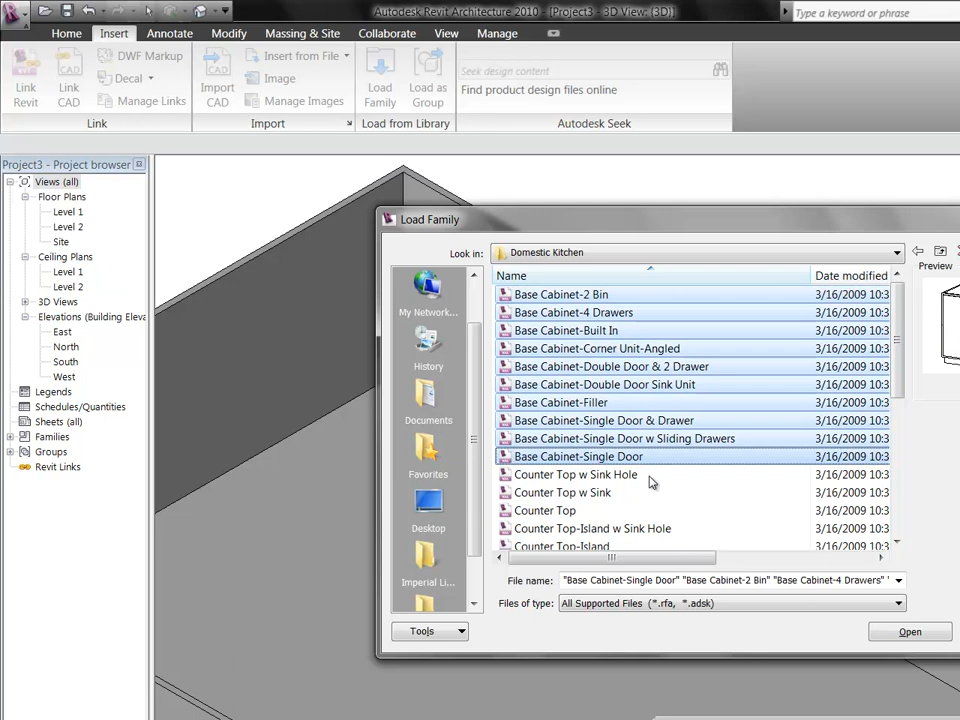 Autodesk Revit Architecture 2010 - [Project3 - 3D View: {3D}]
Type a keyword or phrase
Home Insert Annotate Modify Massing & Site Collaborate View Manage
Link Revit
Link CAD
DWF Markup
Decal
Manage Links
Import CAD
Insert from File
Image
Manage Images
Load Family
Load as Group
Seek design content
Find product design files online
Link Import Load from Library Autodesk Seek
Project3 - Project browser
Views (all)
Floor Plans
Level 1
Level 2
Site
Ceiling Plans
Level 1
Level 2
3D Views
Elevations (Building Eleva
East
North
South
West
Legends
Schedules/Quantities
Sheets (all)
Families
Groups
Revit Links
Load Family
Look in: Domestic Kitchen
Preview
My Network...
History
Documents
Favorites
Desktop
Imperial Li...
Name Date modified
Base Cabinet-2 Bin 3/16/2009 10:3
Base Cabinet-4 Drawers 3/16/2009 10:3
Base Cabinet-Built In 3/16/2009 10:3
Base Cabinet-Corner Unit-Angled 3/16/2009 10:3
Base Cabinet-Double Door & 2 Drawer 3/16/2009 10:3
Base Cabinet-Double Door Sink Unit 3/16/2009 10:3
Base Cabinet-Filler 3/16/2009 10:3
Base Cabinet-Single Door & Drawer 3/16/2009 10:3
Base Cabinet-Single Door w Sliding Drawers 3/16/2009 10:3
Base Cabinet-Single Door 3/16/2009 10:3
Counter Top w Sink Hole 3/16/2009 10:3
Counter Top w Sink 3/16/2009 10:3
Counter Top 3/16/2009 10:3
Counter Top-Island w Sink Hole 3/16/2009 10:3
Counter Top-Island 3/16/2009 10:3
File name: "Base Cabinet-Single Door" "Base Cabinet-2 Bin" "Base Cabinet-4 Drawers" "
Files of type: All Supported Files (*.rfa, *.adsk)
Tools
Open